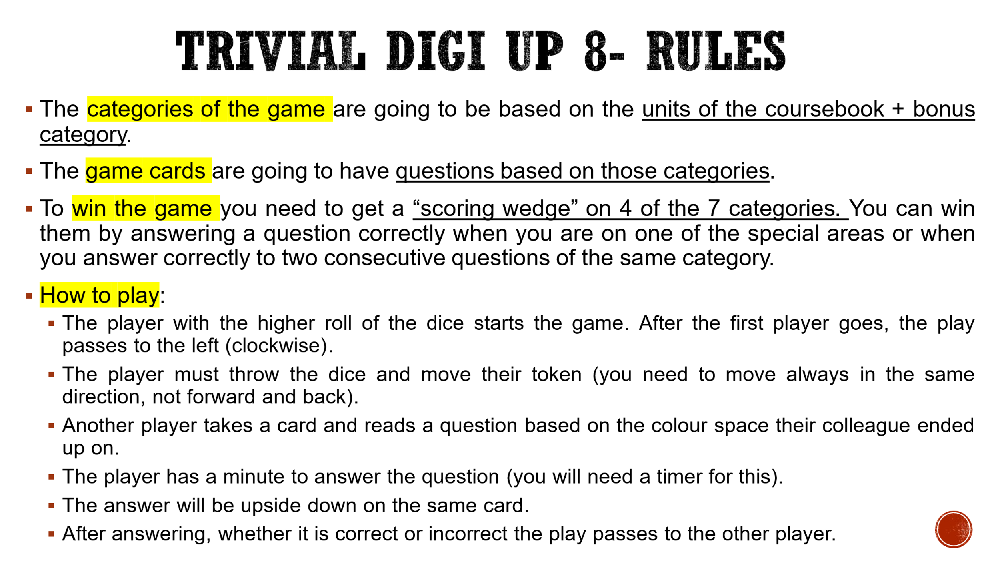 TRIVIAL DIGI UP 8- RULES
▪ The categories of the game are going to be based on the units of the coursebook + bonus
category.
▪ The game cards are going to have questions based on those categories.
▪ To win the game you need to get a “scoring wedge” on 4 of the 7 categories. You can win
them by answering a question correctly when you are on one of the special areas or when
you answer correctly to two consecutive questions of the same category.
▪ How to play:
▪ The player with the higher roll of the dice starts the game. After the first player goes, the play
passes to the left (clockwise).
▪ The player must throw the dice and move their token (you need to move always in the same
direction, not forward and back).
▪ Another player takes a card and reads a question based on the colour space their colleague ended
up on.
▪ The player has a minute to answer the question (you will need a timer for this).
▪ The answer will be upside down on the same card.
▪ After answering, whether it is correct or incorrect the play passes to the other player.